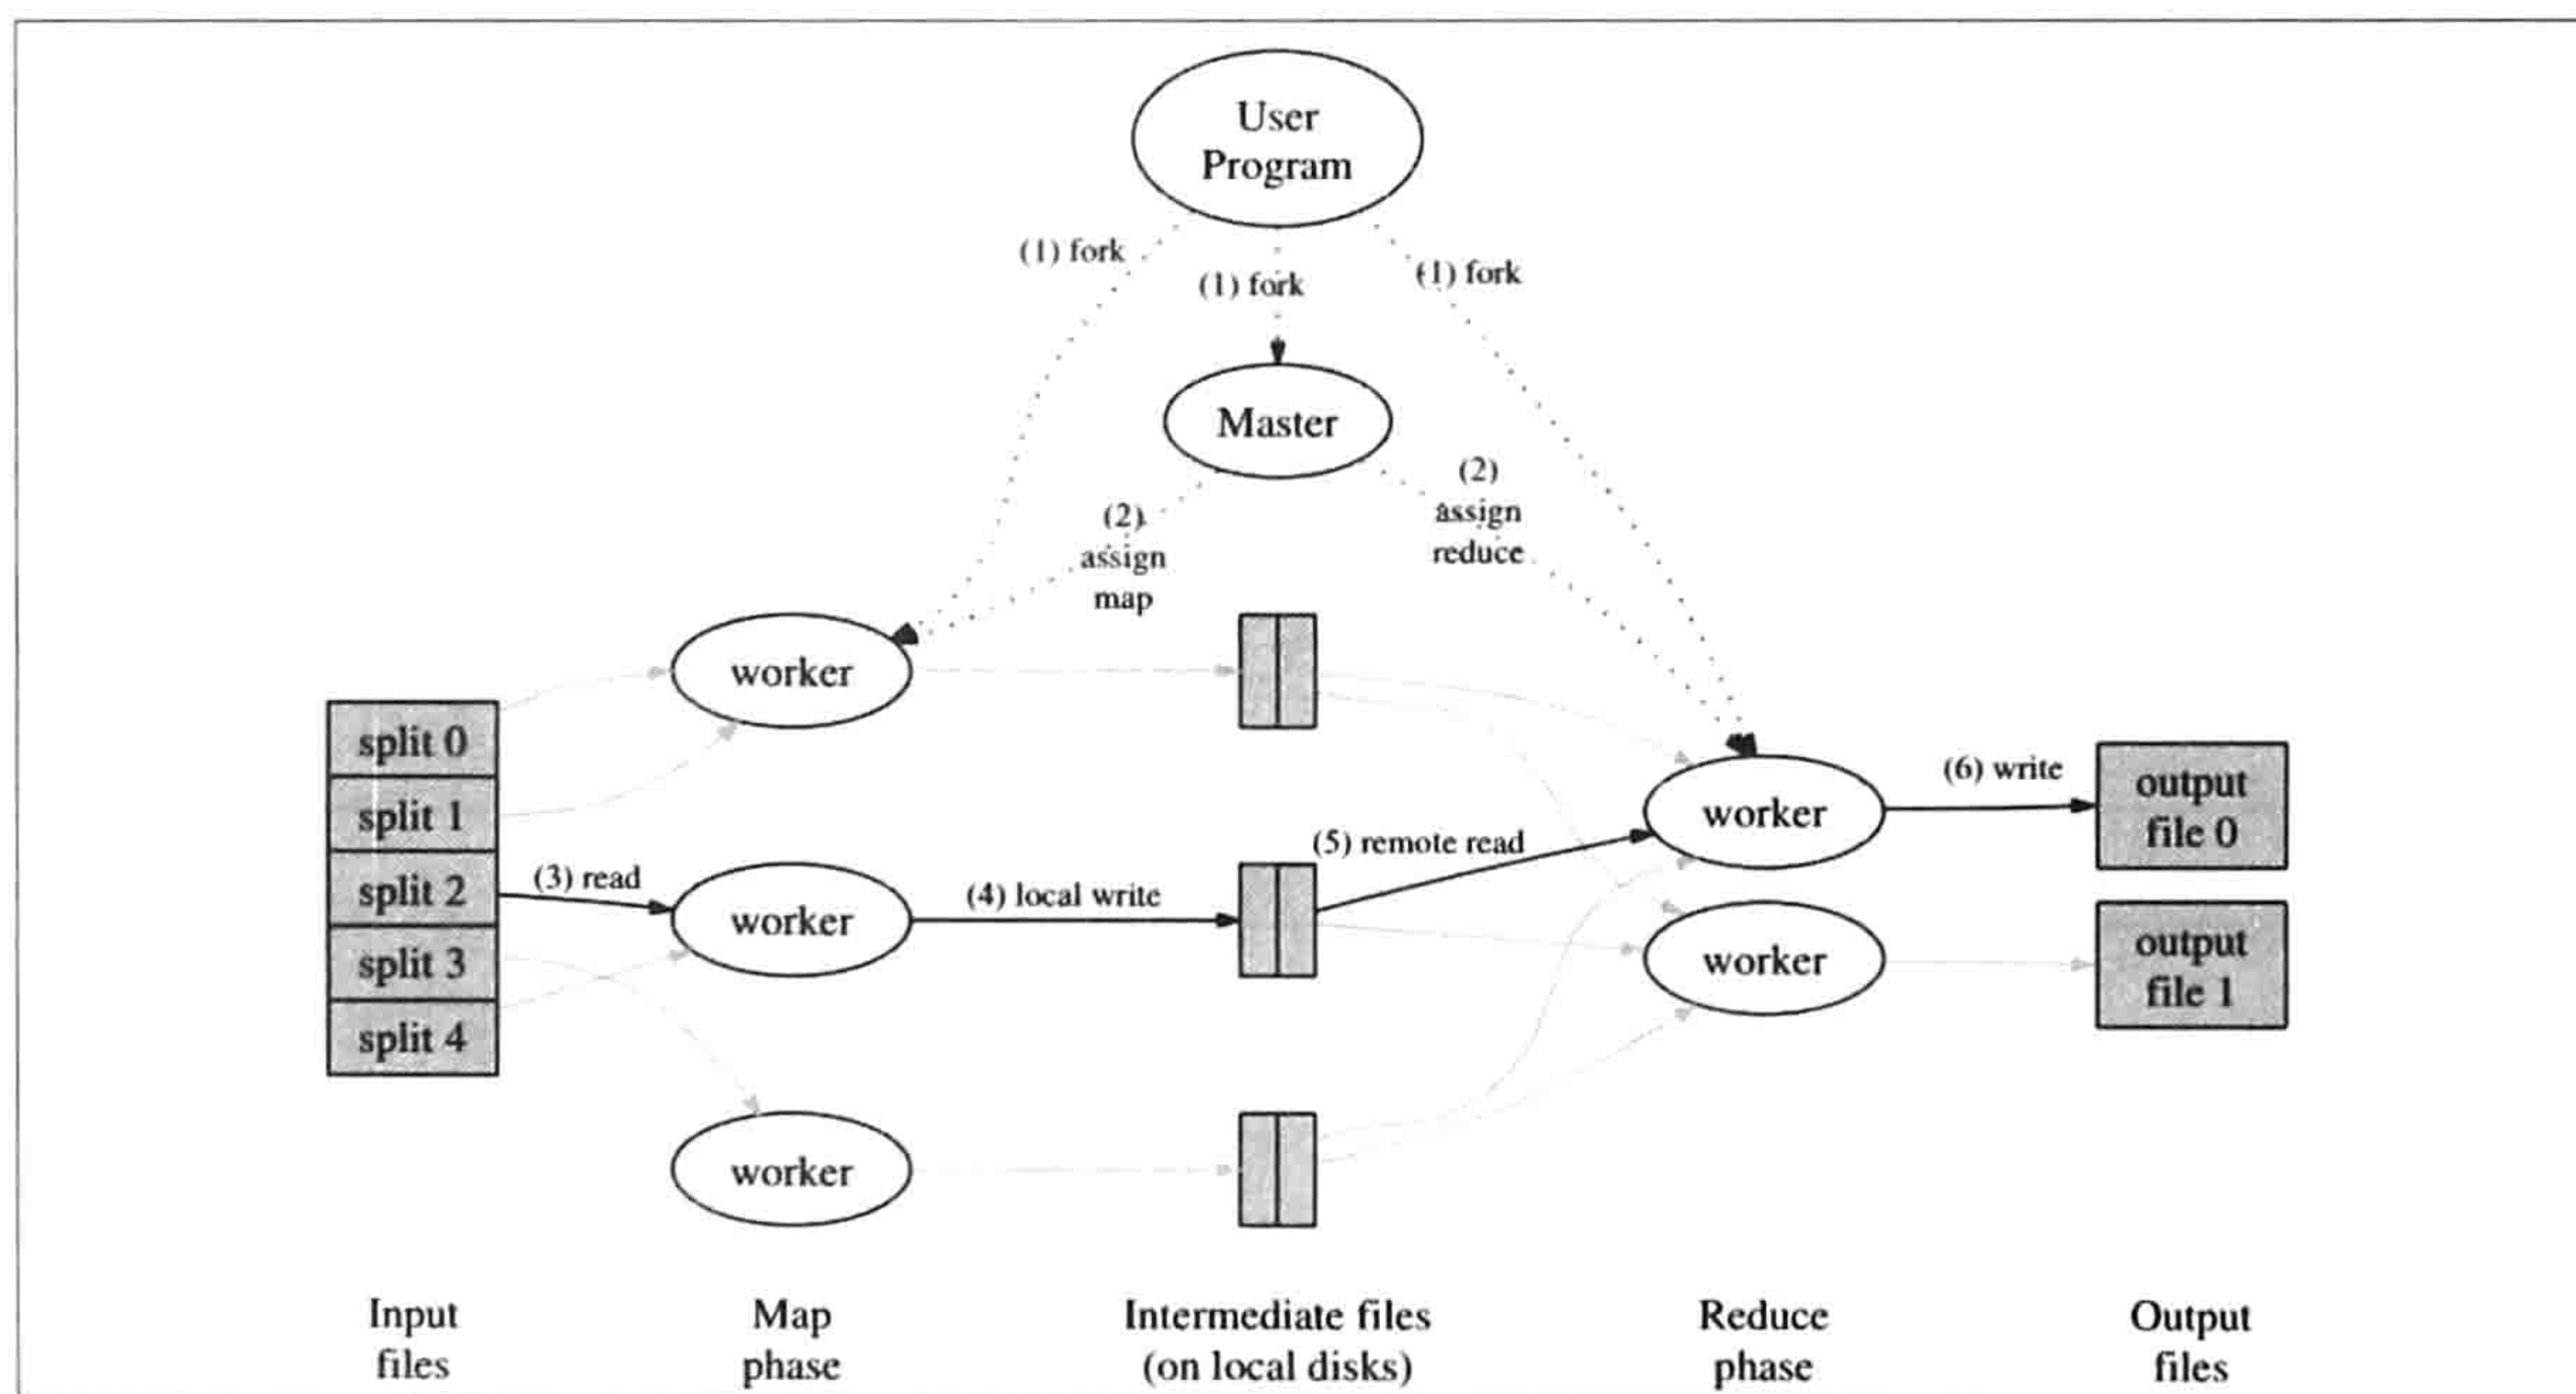 User
Program
(1) fork
(1) fork
(1) fork
Master
(2)
assign
map
(2)
assign
reduce
worker
split 0
split 1
split 2
split 3
split 4
(3) read
worker
(4) local write
(5) remote read
worker
(6) write
output
file 0
worker
output
file 1
worker
Input
files
Map
phase
Intermediate files
(on local disks)
Reduce
phase
Output
files